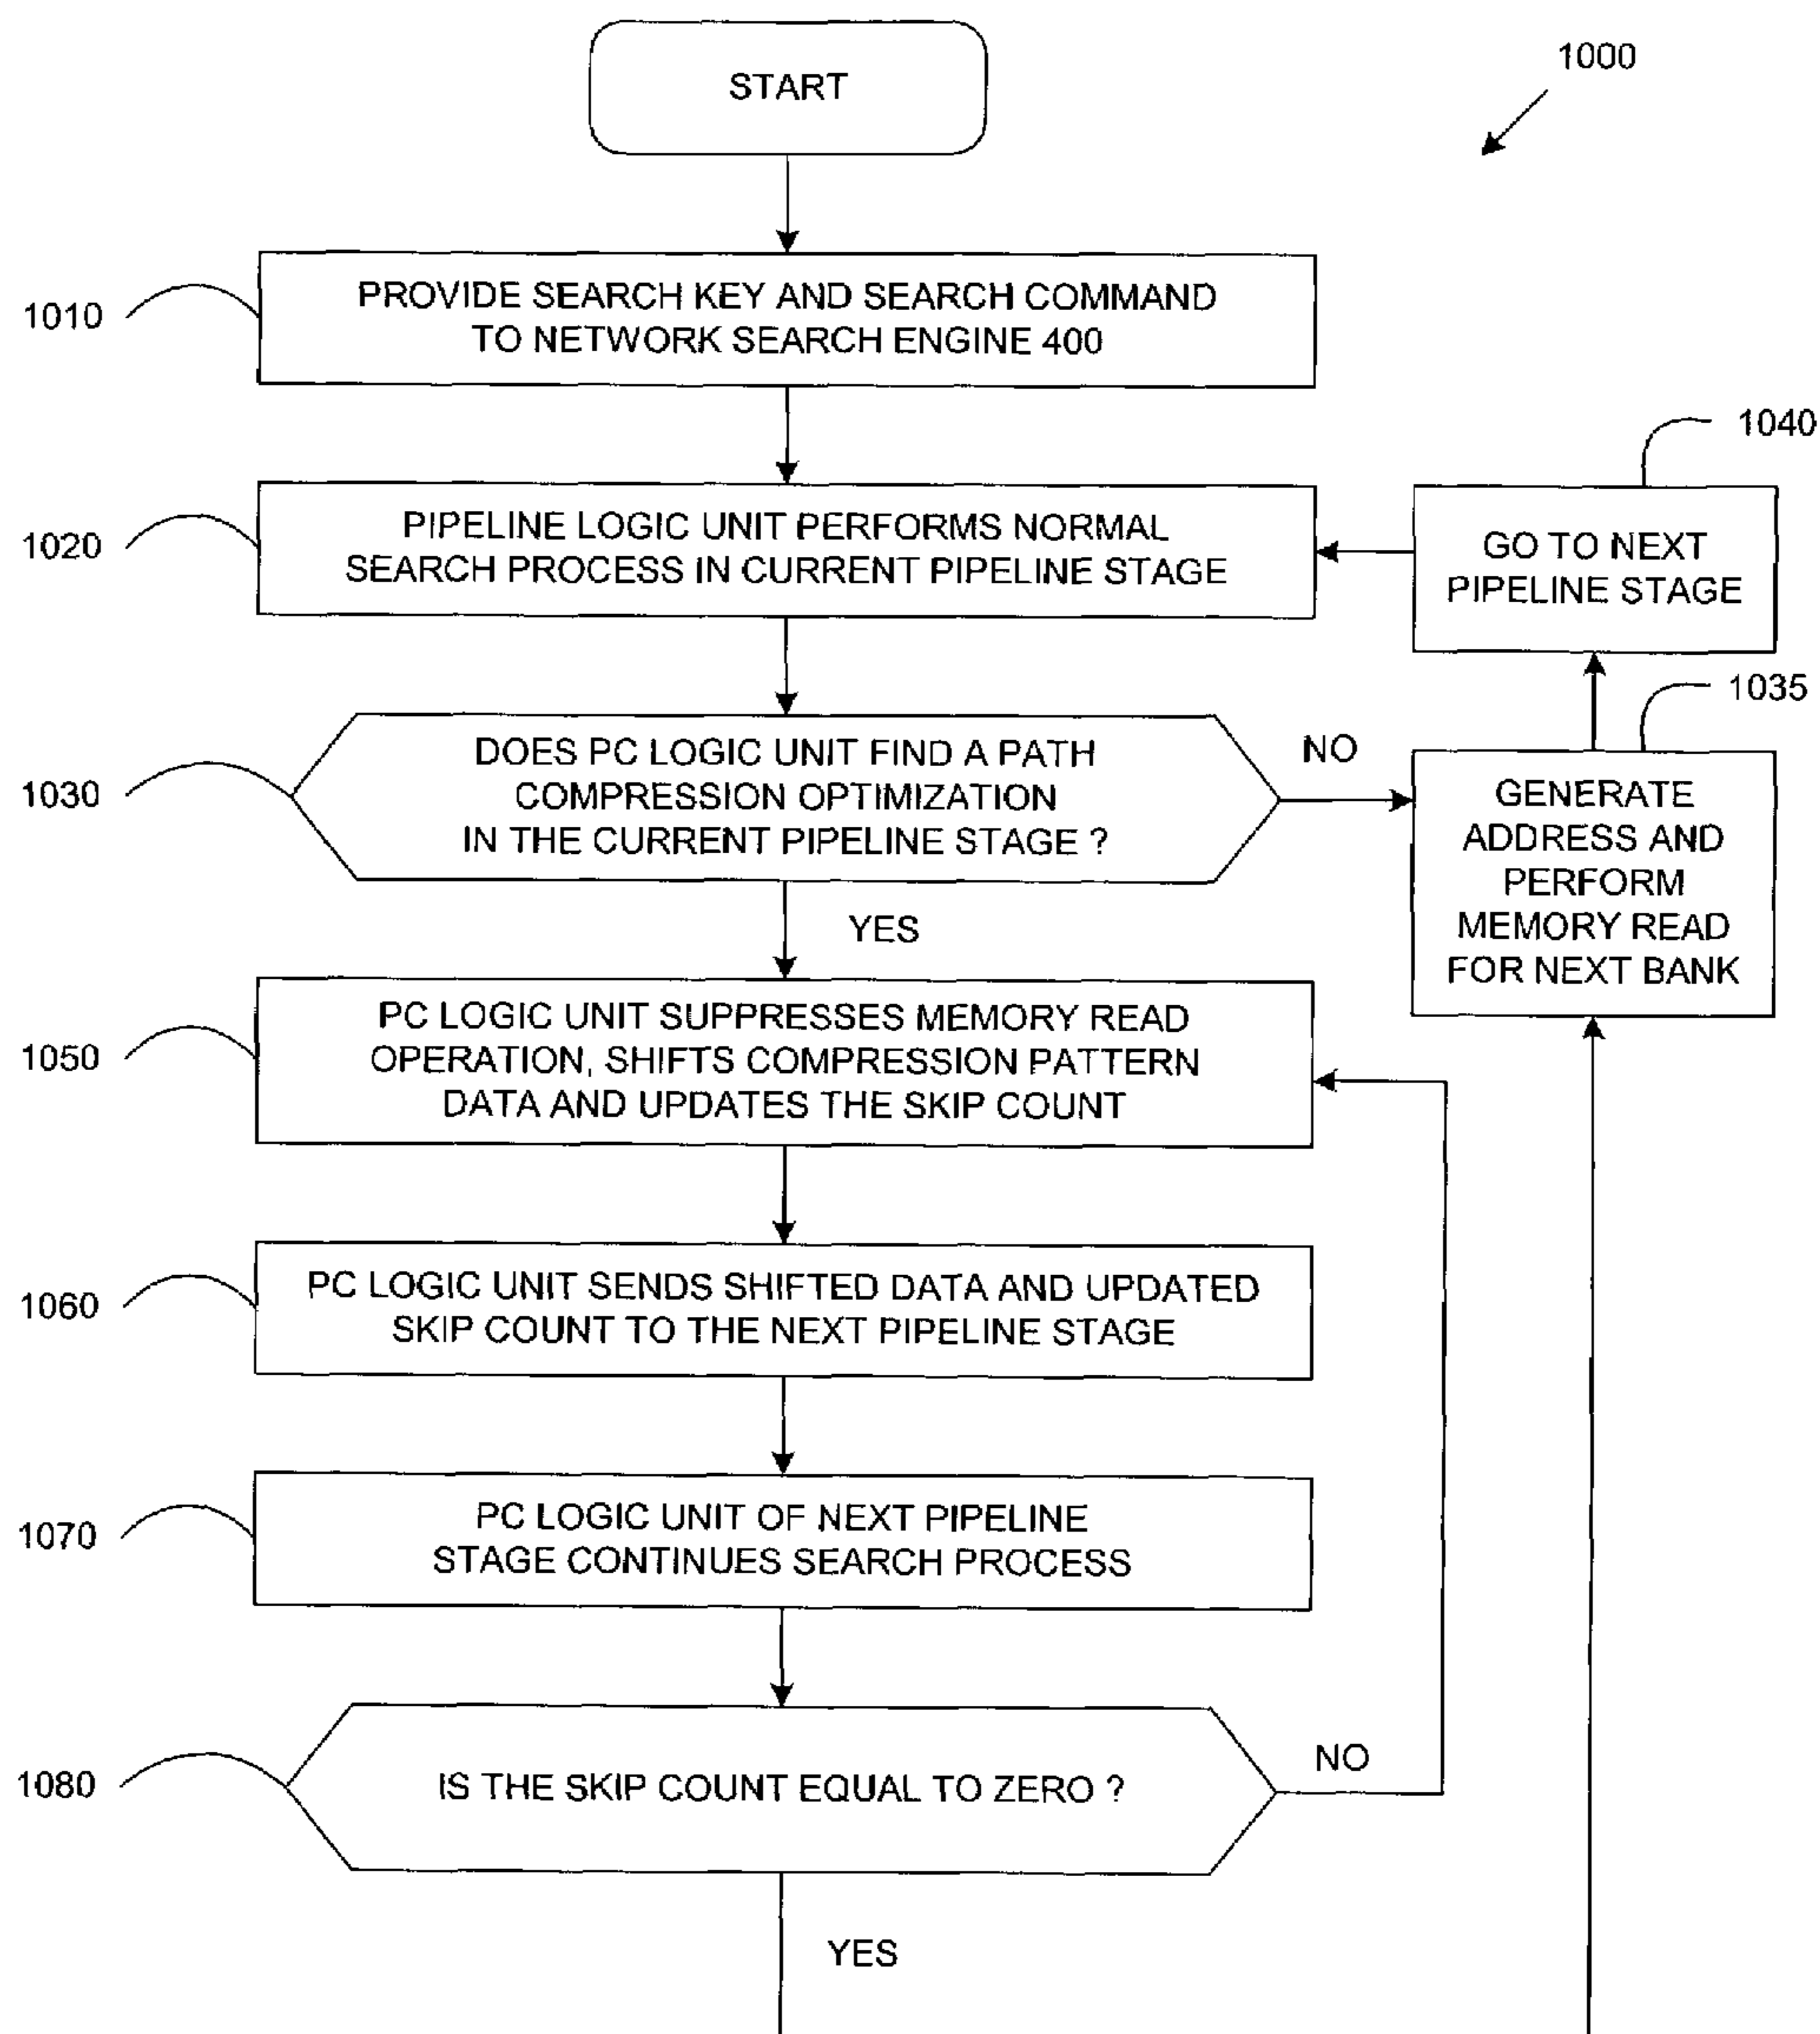 START
1000
1010
PROVIDE SEARCH KEY AND SEARCH COMMAND
TO NETWORK SEARCH ENGINE 400
1020
PIPELINE LOGIC UNIT PERFORMS NORMAL
SEARCH PROCESS IN CURRENT PIPELINE STAGE
1040
GO TO NEXT
PIPELINE STAGE
1030
DOES PC LOGIC UNIT FIND A PATH
COMPRESSION OPTIMIZATION
IN THE CURRENT PIPELINE STAGE ?
NO
YES
1035
GENERATE
ADDRESS AND
PERFORM
MEMORY READ
FOR NEXT BANK
1050
PC LOGIC UNIT SUPPRESSES MEMORY READ
OPERATION, SHIFTS COMPRESSION PATTERN
DATA AND UPDATES THE SKIP COUNT
1060
PC LOGIC UNIT SENDS SHIFTED DATA AND UPDATED
SKIP COUNT TO THE NEXT PIPELINE STAGE
1070
PC LOGIC UNIT OF NEXT PIPELINE
STAGE CONTINUES SEARCH PROCESS
1080
IS THE SKIP COUNT EQUAL TO ZERO ?
NO
YES